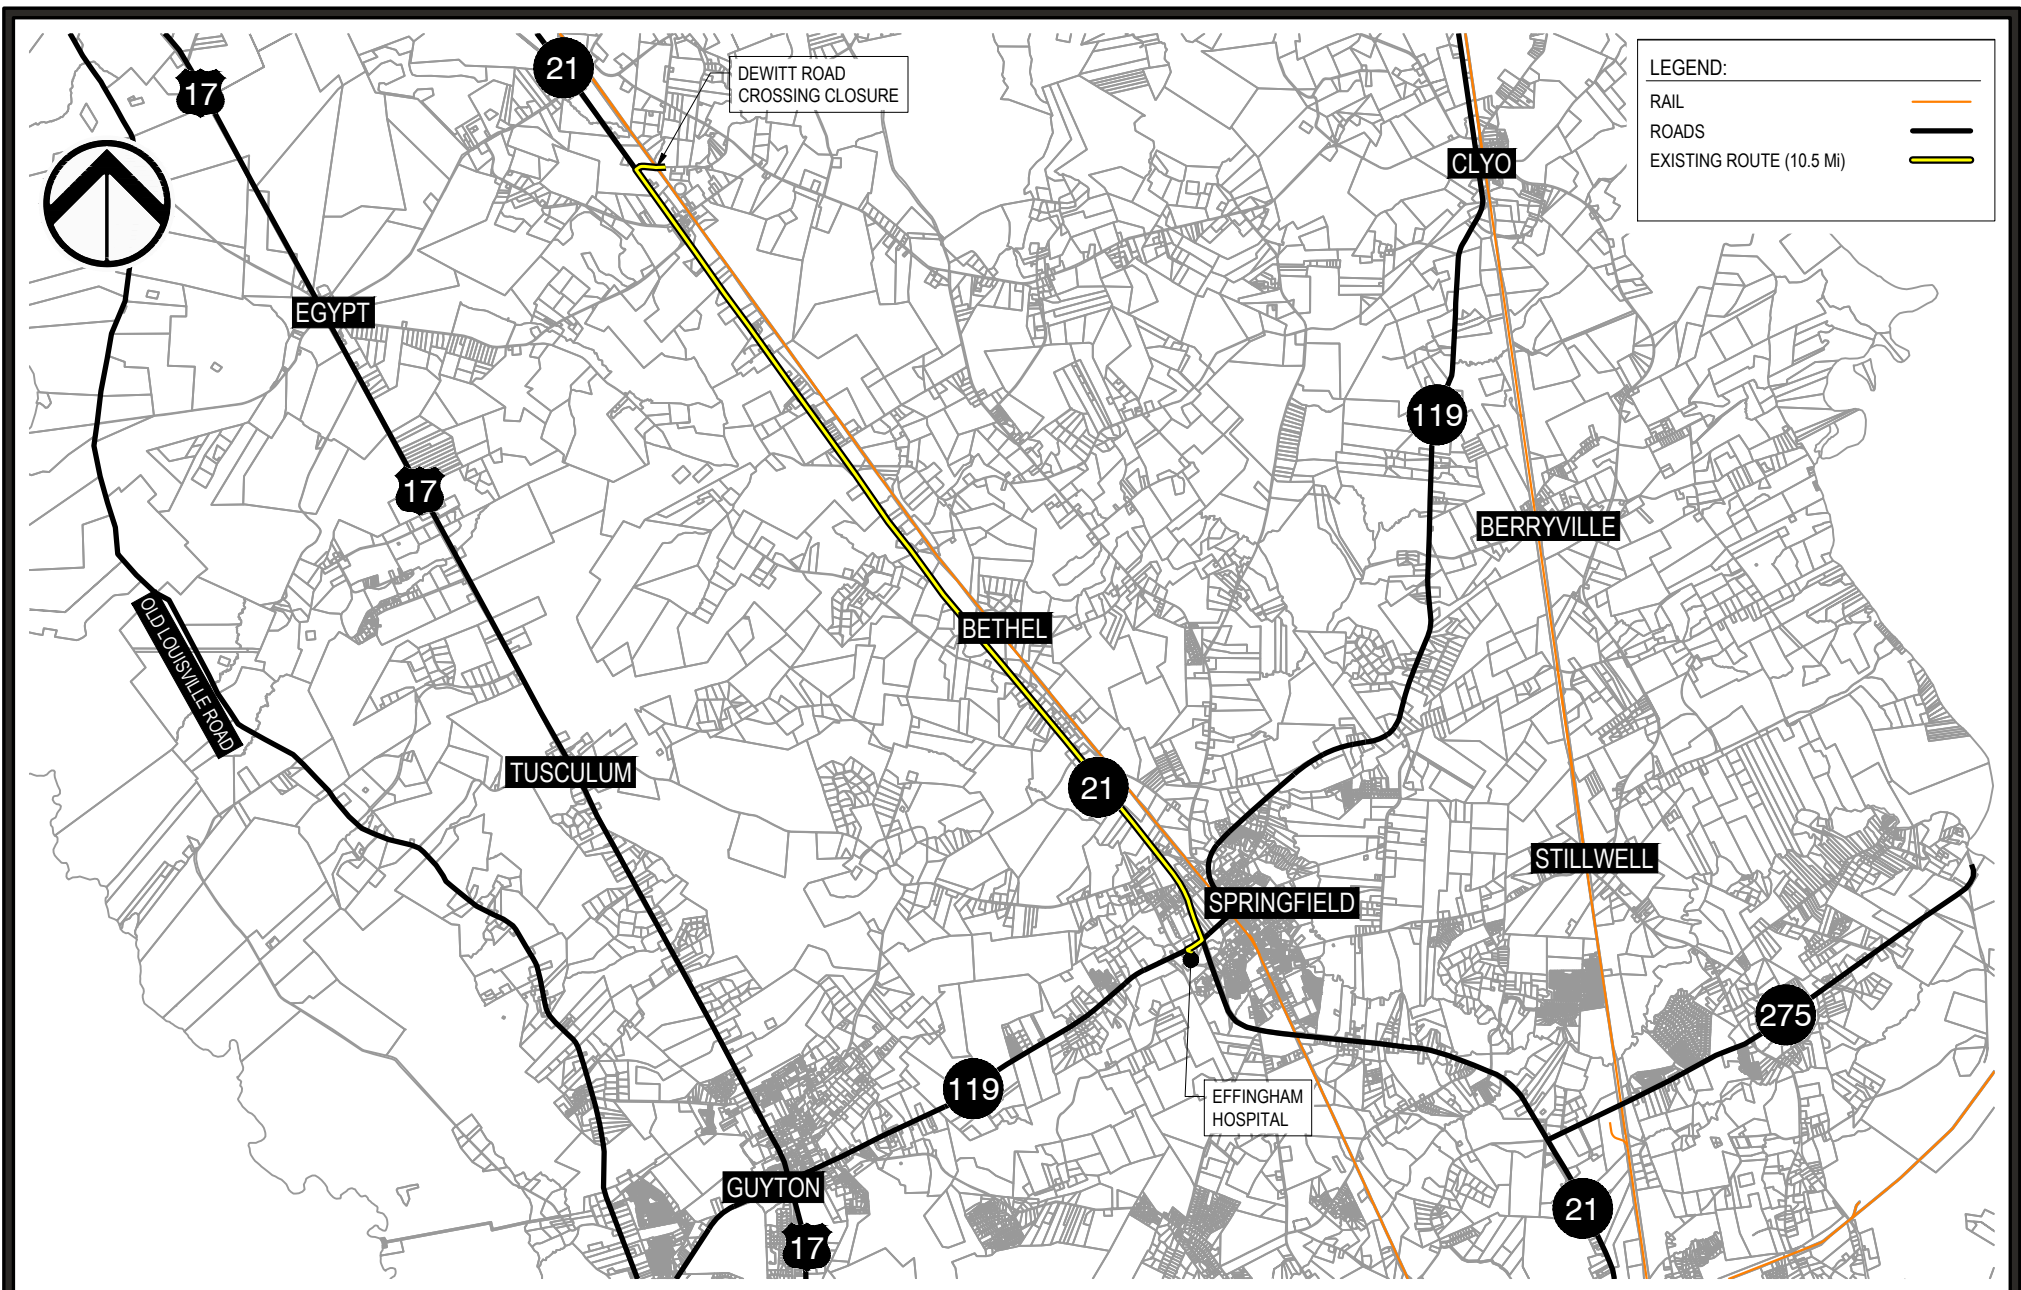 21
DEWITT ROAD
CROSSING CLOSURE
LEGEND:
RAIL
ROADS
EXISTING ROUTE (10.5 Mi)
17
CLYO
EGYPT
119
17
BERRYVILLE
OLD LOUISVILLE ROAD
BETHEL
TUSCULUM
21
STILLWELL
SPRINGFIELD
275
119
EFFINGHAM
HOSPITAL
GUYTON
21
17